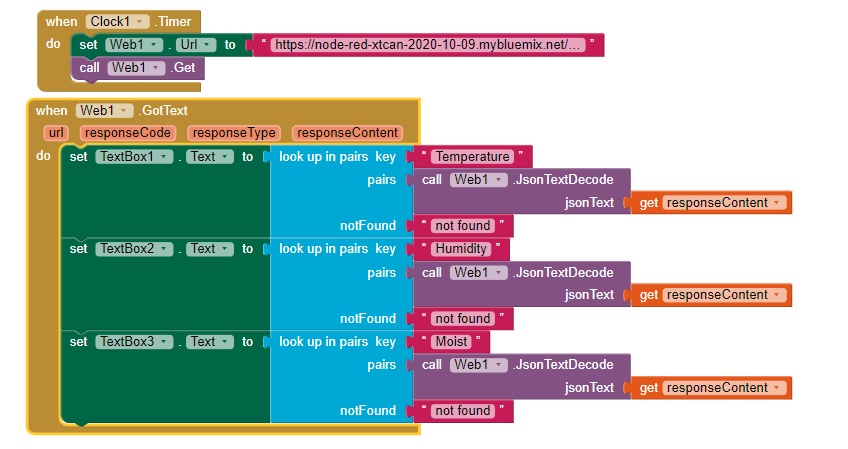 when Clock1 .Timer
do set Web1 . Url to " https://node-red-xtcan-2020-10-09.mybluemix.net/... "
call Web1 .Get
when Web1 .GotText
url responseCode responseType responseContent
do set TextBox1 . Text to look up in pairs key " Temperature "
pairs call Web1 .JsonTextDecode
jsonText get responseContent
notFound " not found "
set TextBox2 . Text to look up in pairs key " Humidity "
pairs call Web1 .JsonTextDecode
jsonText get responseContent
notFound " not found "
set TextBox3 . Text to look up in pairs key " Moist "
pairs call Web1 .JsonTextDecode
jsonText get responseContent
notFound " not found "